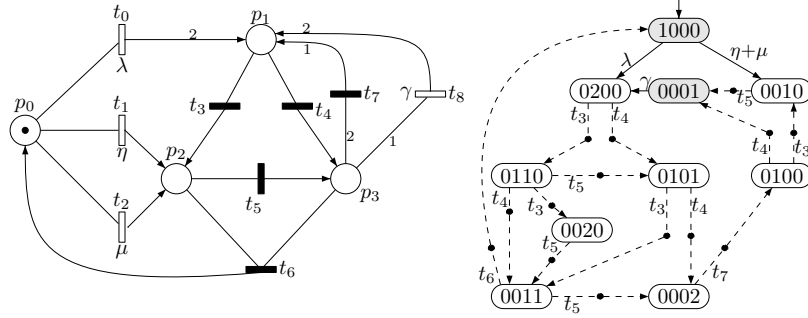 t₀
λ
2
p₁
2
1
t₇
γ
t₈
p₀
t₁
η
t₃
t₄
t₂
μ
p₂
t₅
2
p₃
1
t₆
1000
λ
η+μ
0200
γ
0001
t₅
0010
t₃
t₄
t₄
t₃
0110
t₅
0101
0100
t₄
t₃
0020
t₃
t₄
t₅
t₆
t₇
0011
t₅
0002